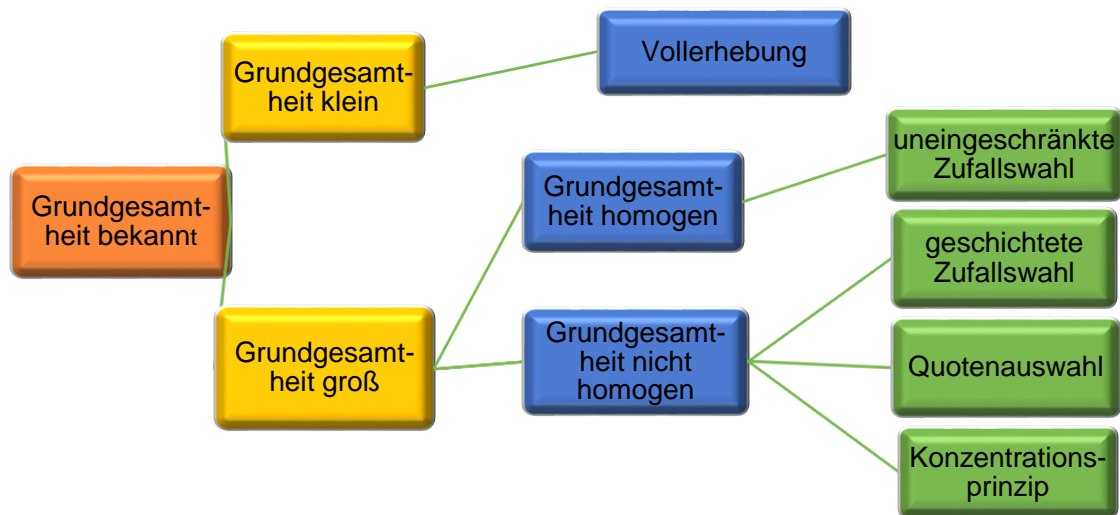 Grundgesamt-
heit bekannt
Grundgesamt-
heit klein
Grundgesamt-
heit groß
Vollerhebung
Grundgesamt-
heit homogen
Grundgesamt-
heit nicht
homogen
uneingeschränkte
Zufallswahl
geschichtete
Zufallswahl
Quotenauswahl
Konzentrations-
prinzip